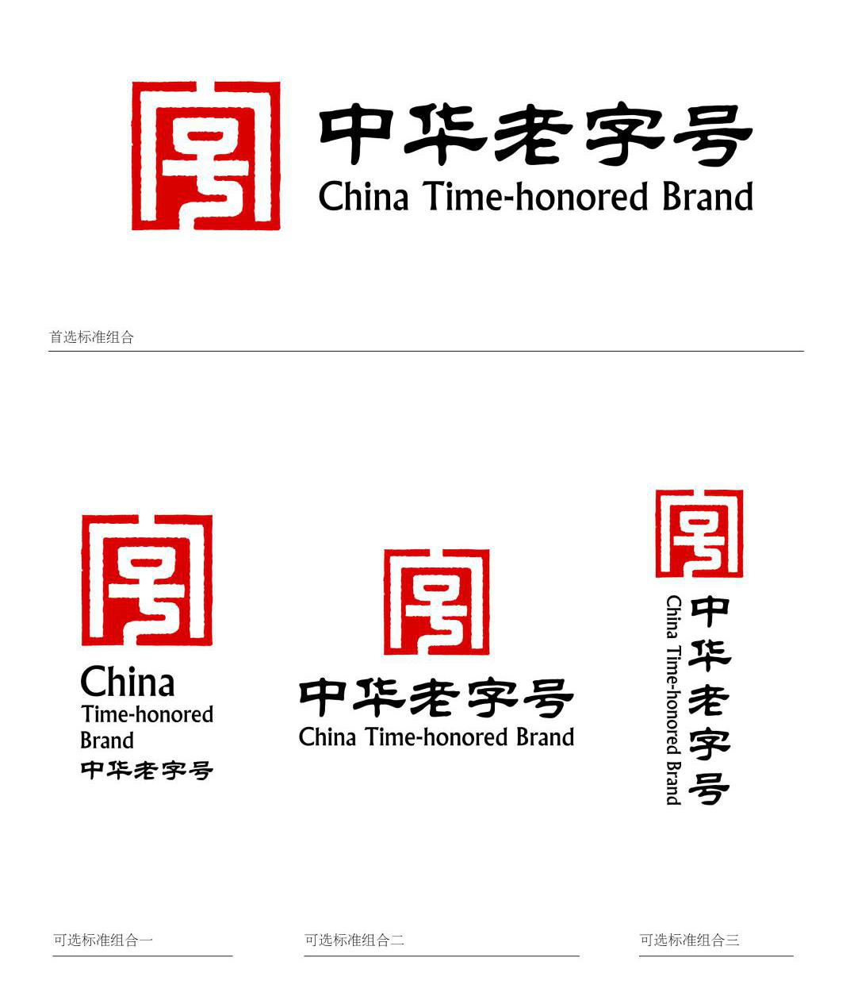 中华老字号
China Time-honored Brand
首选标准组合
China
Time-honored
Brand
中华老字号
中华老字号
China Time-honored Brand
中华老字号
China Time-honored Brand
可选标准组合一
可选标准组合二
可选标准组合三